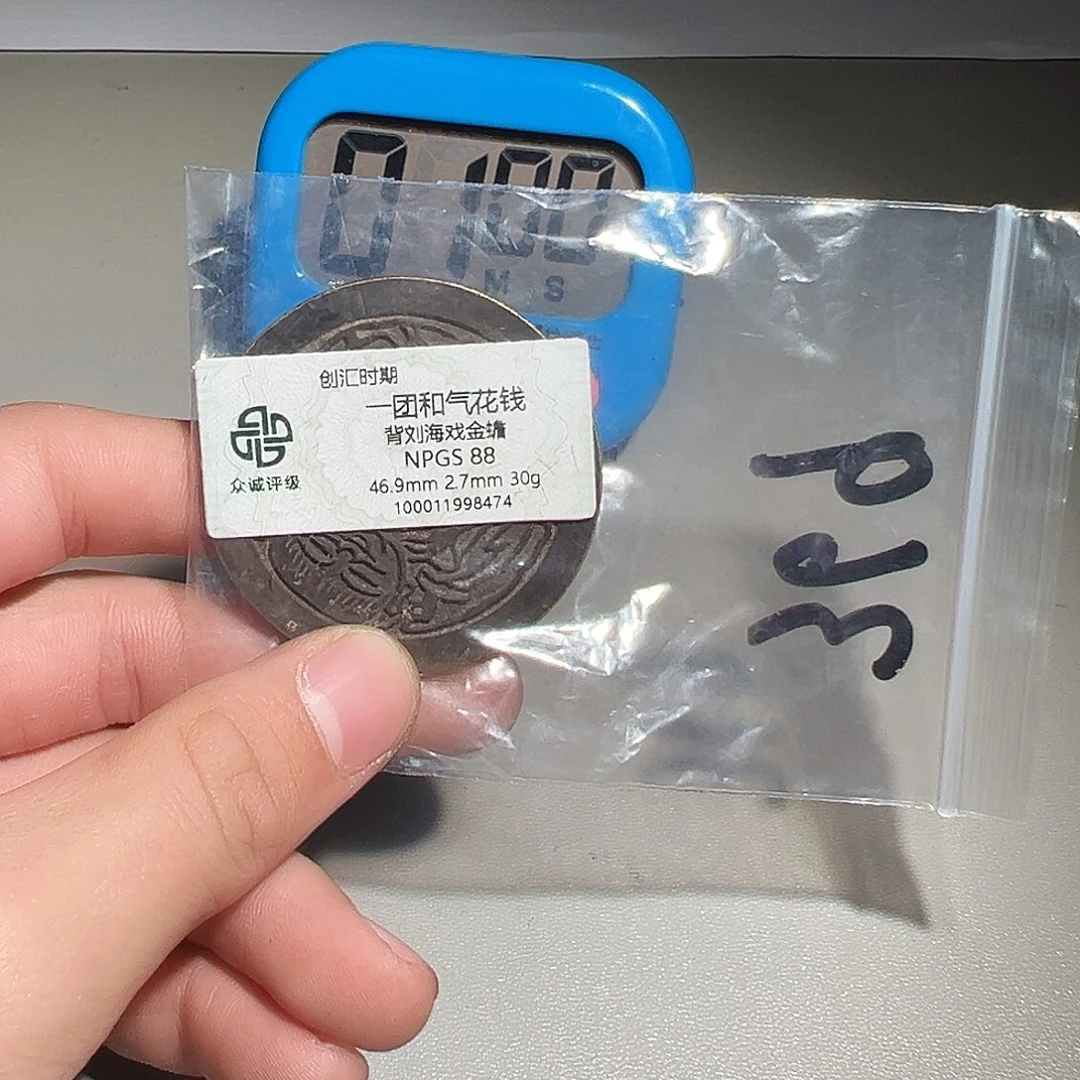 0100
M S
创汇时期
一团和气花钱
背刘海戏金蟾
NPGS 88
46.9mm 2.7mm 30g
100011998474
众诚评级